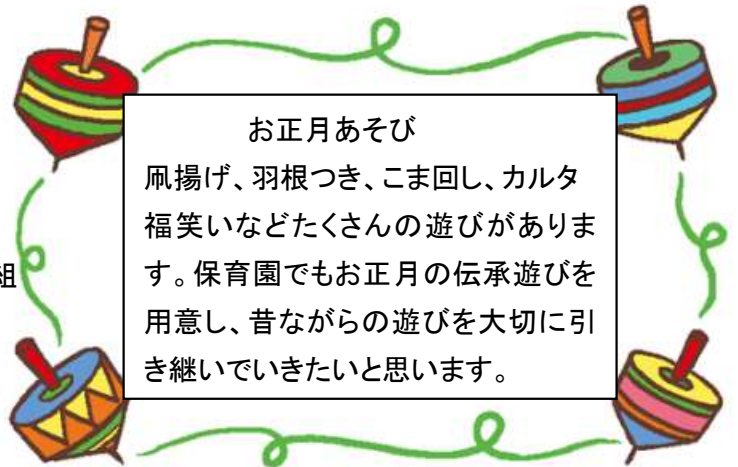 お正月あそび
凧揚げ、羽根つき、こま回し、カルタ
福笑いなどたくさんの遊びがありま
す。保育園でもお正月の伝承遊びを
組
用意し、昔ながらの遊びを大切に引
き継いでいきたいと思います。